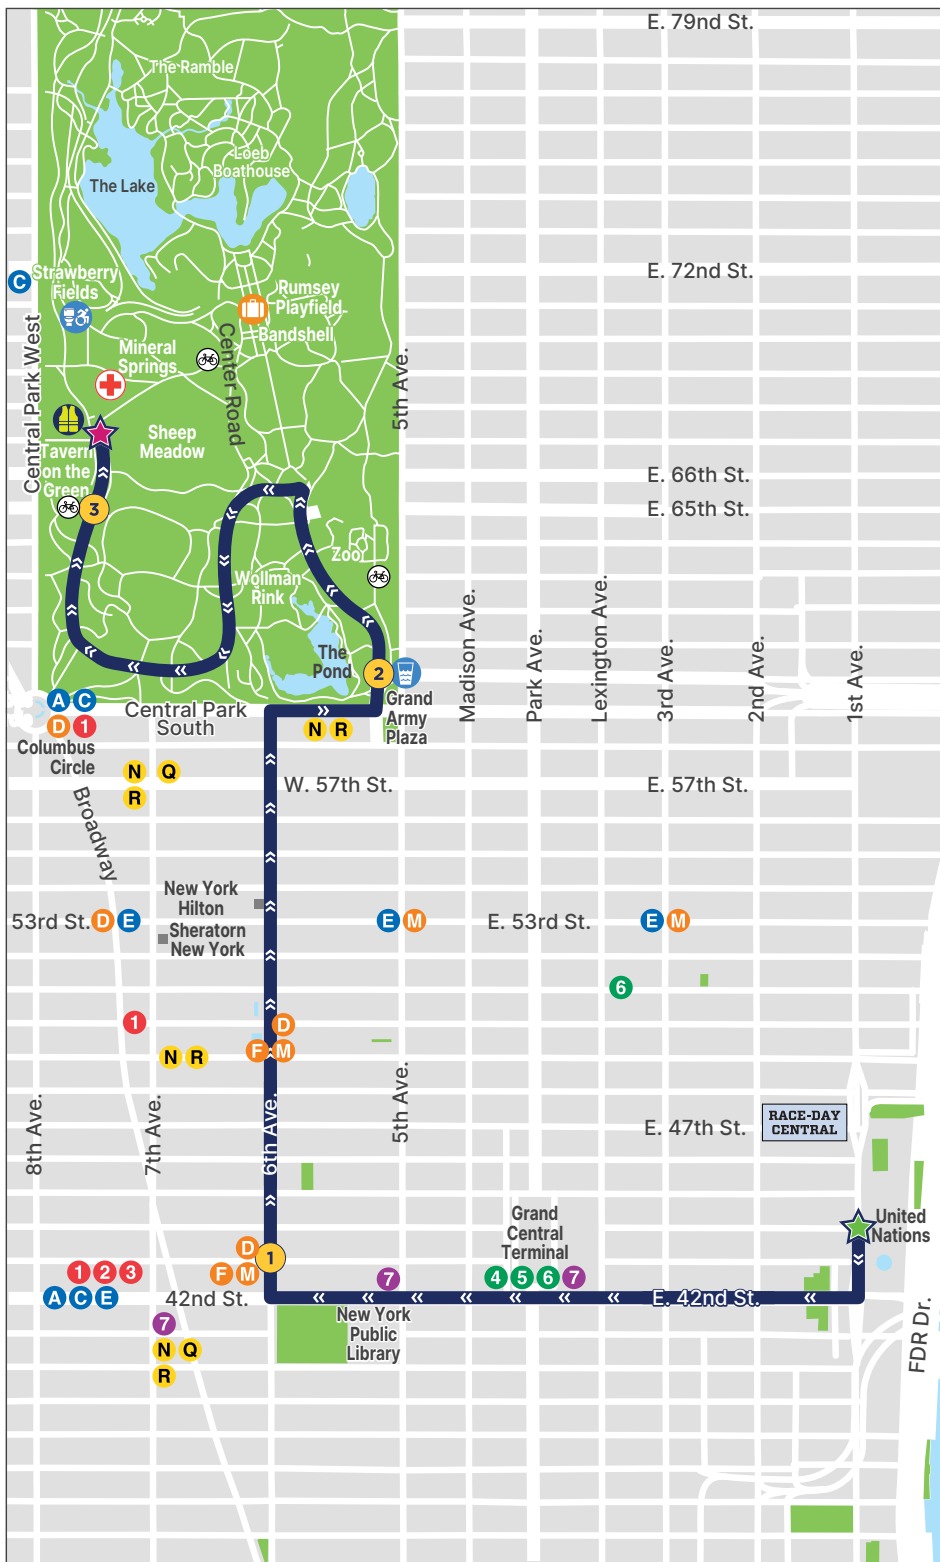 E. 79th St.
The Ramble
Loeb
Boathouse
The Lake
E. 72nd St.
C
Strawberry
Fields
Rumsey
Playfield
Bandshell
Mineral
Springs
Center Road
Central Park West
5th Ave.
Sheep
Meadow
Tavern
on the
Green
3
E. 66th St.
E. 65th St.
Zoo
Wollman
Rink
The
Pond
2
Grand
Army
Plaza
Madison Ave.
Park Ave.
Lexington Ave.
3rd Ave.
2nd Ave.
1st Ave.
A C
D 1
Columbus
Circle
Central Park
South
N R
N Q
R
W. 57th St.
E. 57th St.
Broadway
New York
Hilton
53rd St. D E
Sheratorn
New York
E M
E. 53rd St.
E M
6
1
D
F M
N R
8th Ave.
7th Ave.
6th Ave.
5th Ave.
E. 47th St.
RACE-DAY
CENTRAL
United
Nations
Grand
Central
Terminal
4 5 6 7
D
F M
1
7
1 2 3
A C E
42nd St.
E. 42nd St.
New York
Public
Library
7
N Q
R
FDR Dr.